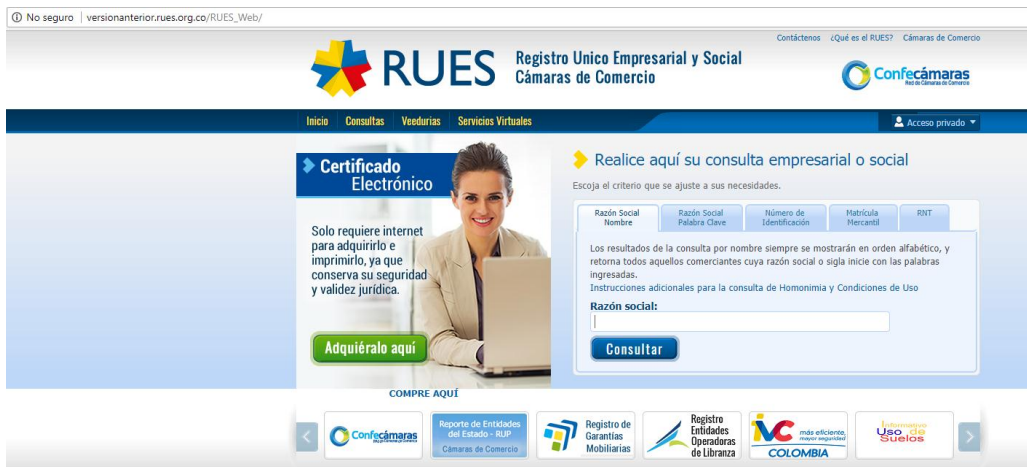 No seguro | versionanterior.rues.org.co/RUES_Web/
Contáctenos ¿Qué es el RUES? Cámaras de Comercio
RUES
Registro Unico Empresarial y Social
Cámaras de Comercio
Confecámaras
Red de Cámaras de Comercio
Inicio Consultas Veedurias Servicios Virtuales
Acceso privado
Certificado
Electrónico
Solo requiere internet
para adquirirlo e
imprimirlo, ya que
conserva su seguridad
y validez jurídica.
Adquiéralo aquí
COMPRE AQUÍ
Realice aquí su consulta empresarial o social
Escoja el criterio que se ajuste a sus necesidades.
Razón Social
Nombre
Razón Social
Palabra Clave
Número de
Identificación
Matrícula
Mercantil
RNT
Los resultados de la consulta por nombre siempre se mostrarán en orden alfabético, y
retorna todos aquellos comerciantes cuya razón social o sigla inicie con las palabras
ingresadas.
Instrucciones adicionales para la consulta de Homonimia y Condiciones de Uso
Razón social:
Consultar
Confecámaras
Reporte de Entidades
del Estado - RUP
Cámaras de Comercio
Registro de
Garantías
Mobiliarias
Registro
Entidades
Operadoras
de Libranza
IVC
más eficiente,
mayor seguridad
COLOMBIA
Informativo
Uso de
Suelos